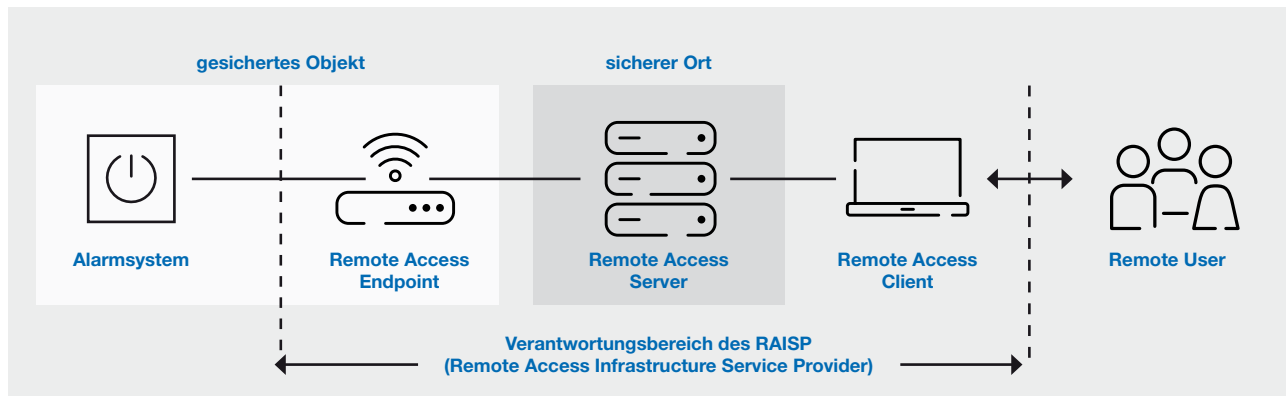 gesichertes Objekt
sicherer Ort
Alarmsystem
Remote Access
Endpoint
Remote Access
Server
Remote Access
Client
Remote User
Verantwortungsbereich des RAISP
(Remote Access Infrastructure Service Provider)